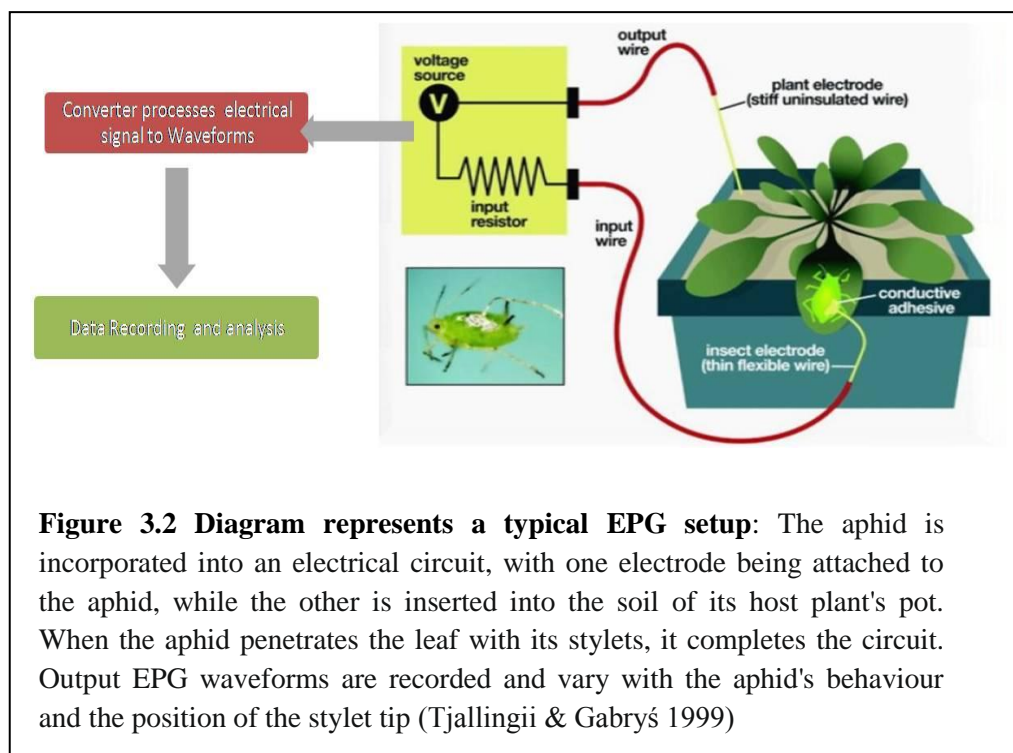 Converter processes electrical
signal to Waveforms
Data Recording and analysis
voltage
source
V
input
resistor
output
wire
input
wire
plant electrode
(stiff uninsulated wire)
conductive
adhesive
insect electrode
(thin flexible wire)
Figure 3.2 Diagram represents a typical EPG setup: The aphid is
incorporated into an electrical circuit, with one electrode being attached to
the aphid, while the other is inserted into the soil of its host plant's pot.
When the aphid penetrates the leaf with its stylets, it completes the circuit.
Output EPG waveforms are recorded and vary with the aphid's behaviour
and the position of the stylet tip (Tjallingii & Gabryś 1999)